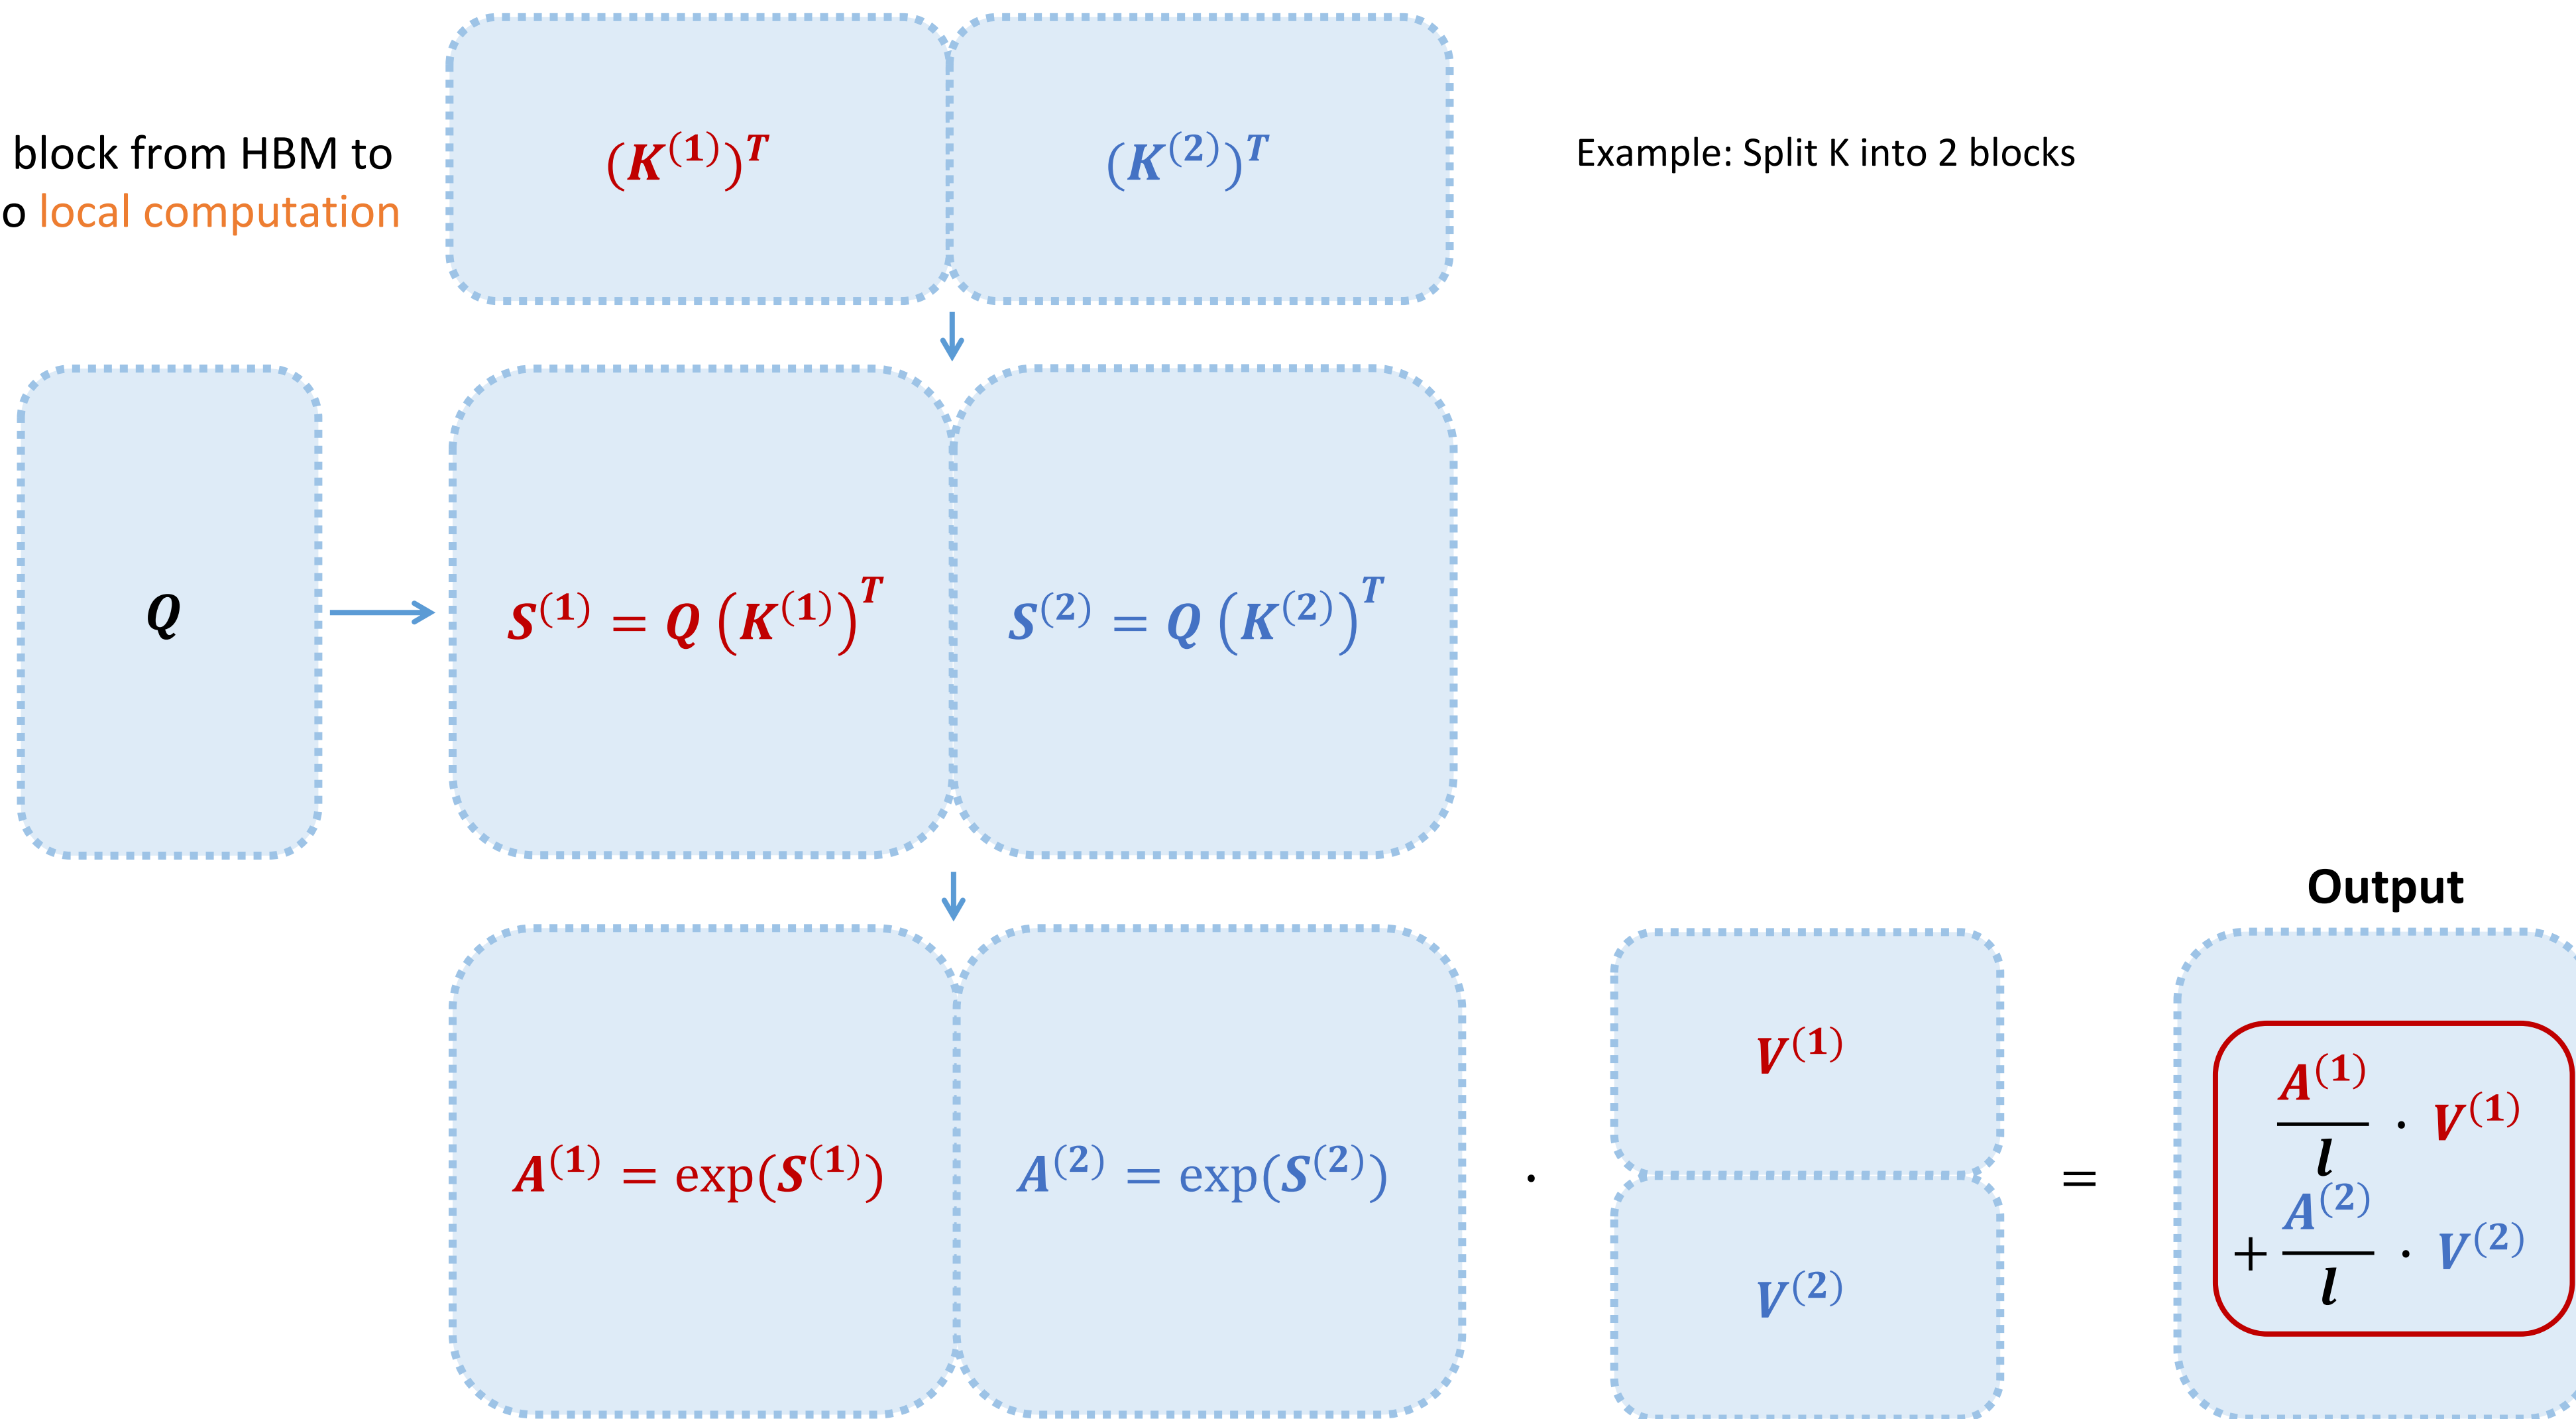 block from HBM to
o local computation
(K^(1))^T
(K^(2))^T
Example: Split K into 2 blocks
Q
S^(1) = Q (K^(1))^T
S^(2) = Q (K^(2))^T
A^(1) = exp(S^(1))
A^(2) = exp(S^(2))
·
V^(1)
V^(2)
=
Output
A^(1)/l · V^(1)
+ A^(2)/l · V^(2)